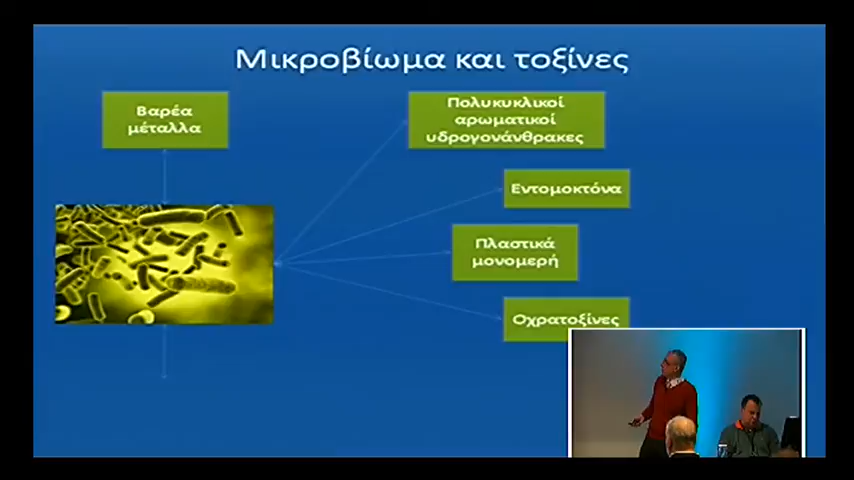 Μικροβίωμα και τοξίνες
Βαρέα
μέταλλα
Πολυκυκλικοί
αρωματικοί
υδρογονάνθρακες
Εντομοκτόνα
Πλαστικά
μονομερή
Οχρατοξίνες